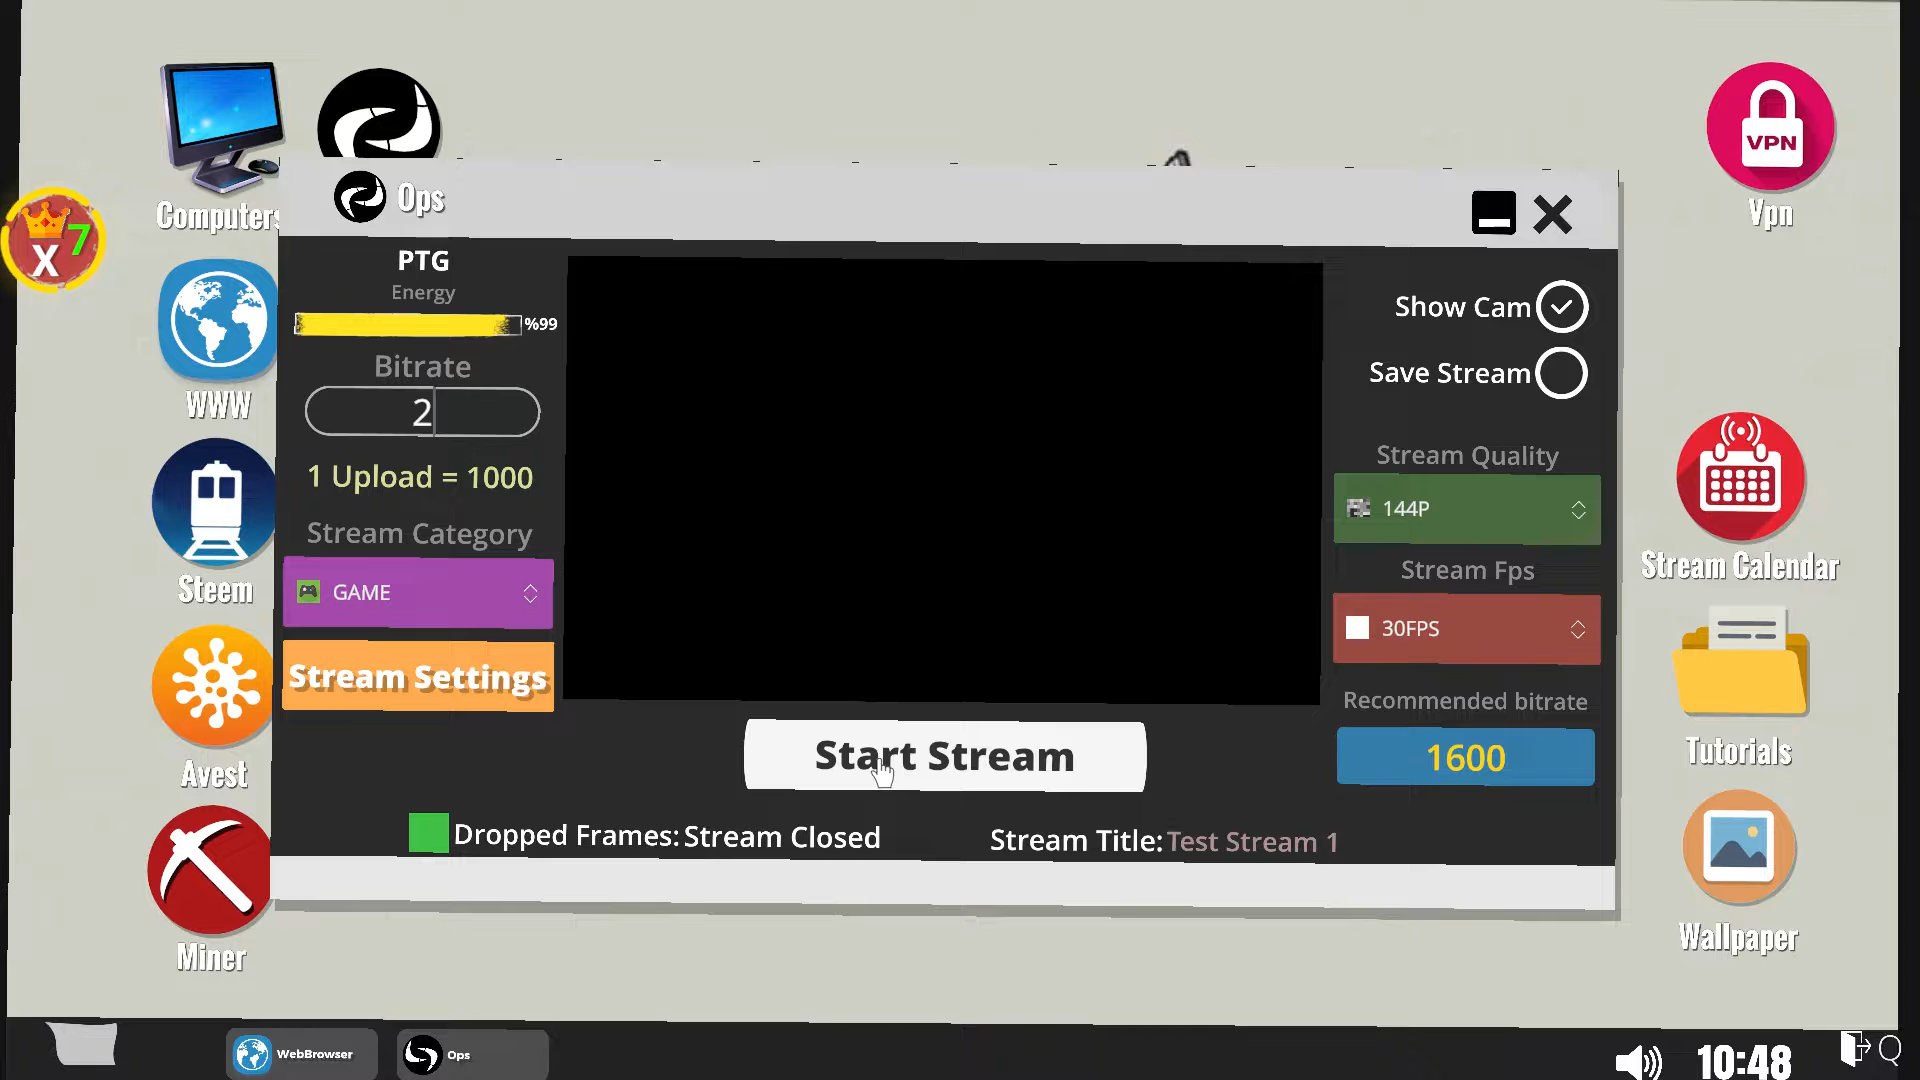 VPN
Computers
Vpn
Ops
X 7
PTG
Energy
%99
Show Cam
Bitrate
Save Stream
2
WWW
1 Upload = 1000
Stream Quality
144P
Stream Category
Stream Calendar
Stream Fps
Steem
GAME
30FPS
Stream Settings
Recommended bitrate
Start Stream
1600
Tutorials
Avest
Dropped Frames: Stream Closed
Stream Title: Test Stream 1
Wallpaper
Miner
WebBrowser
Ops
10:48
Q